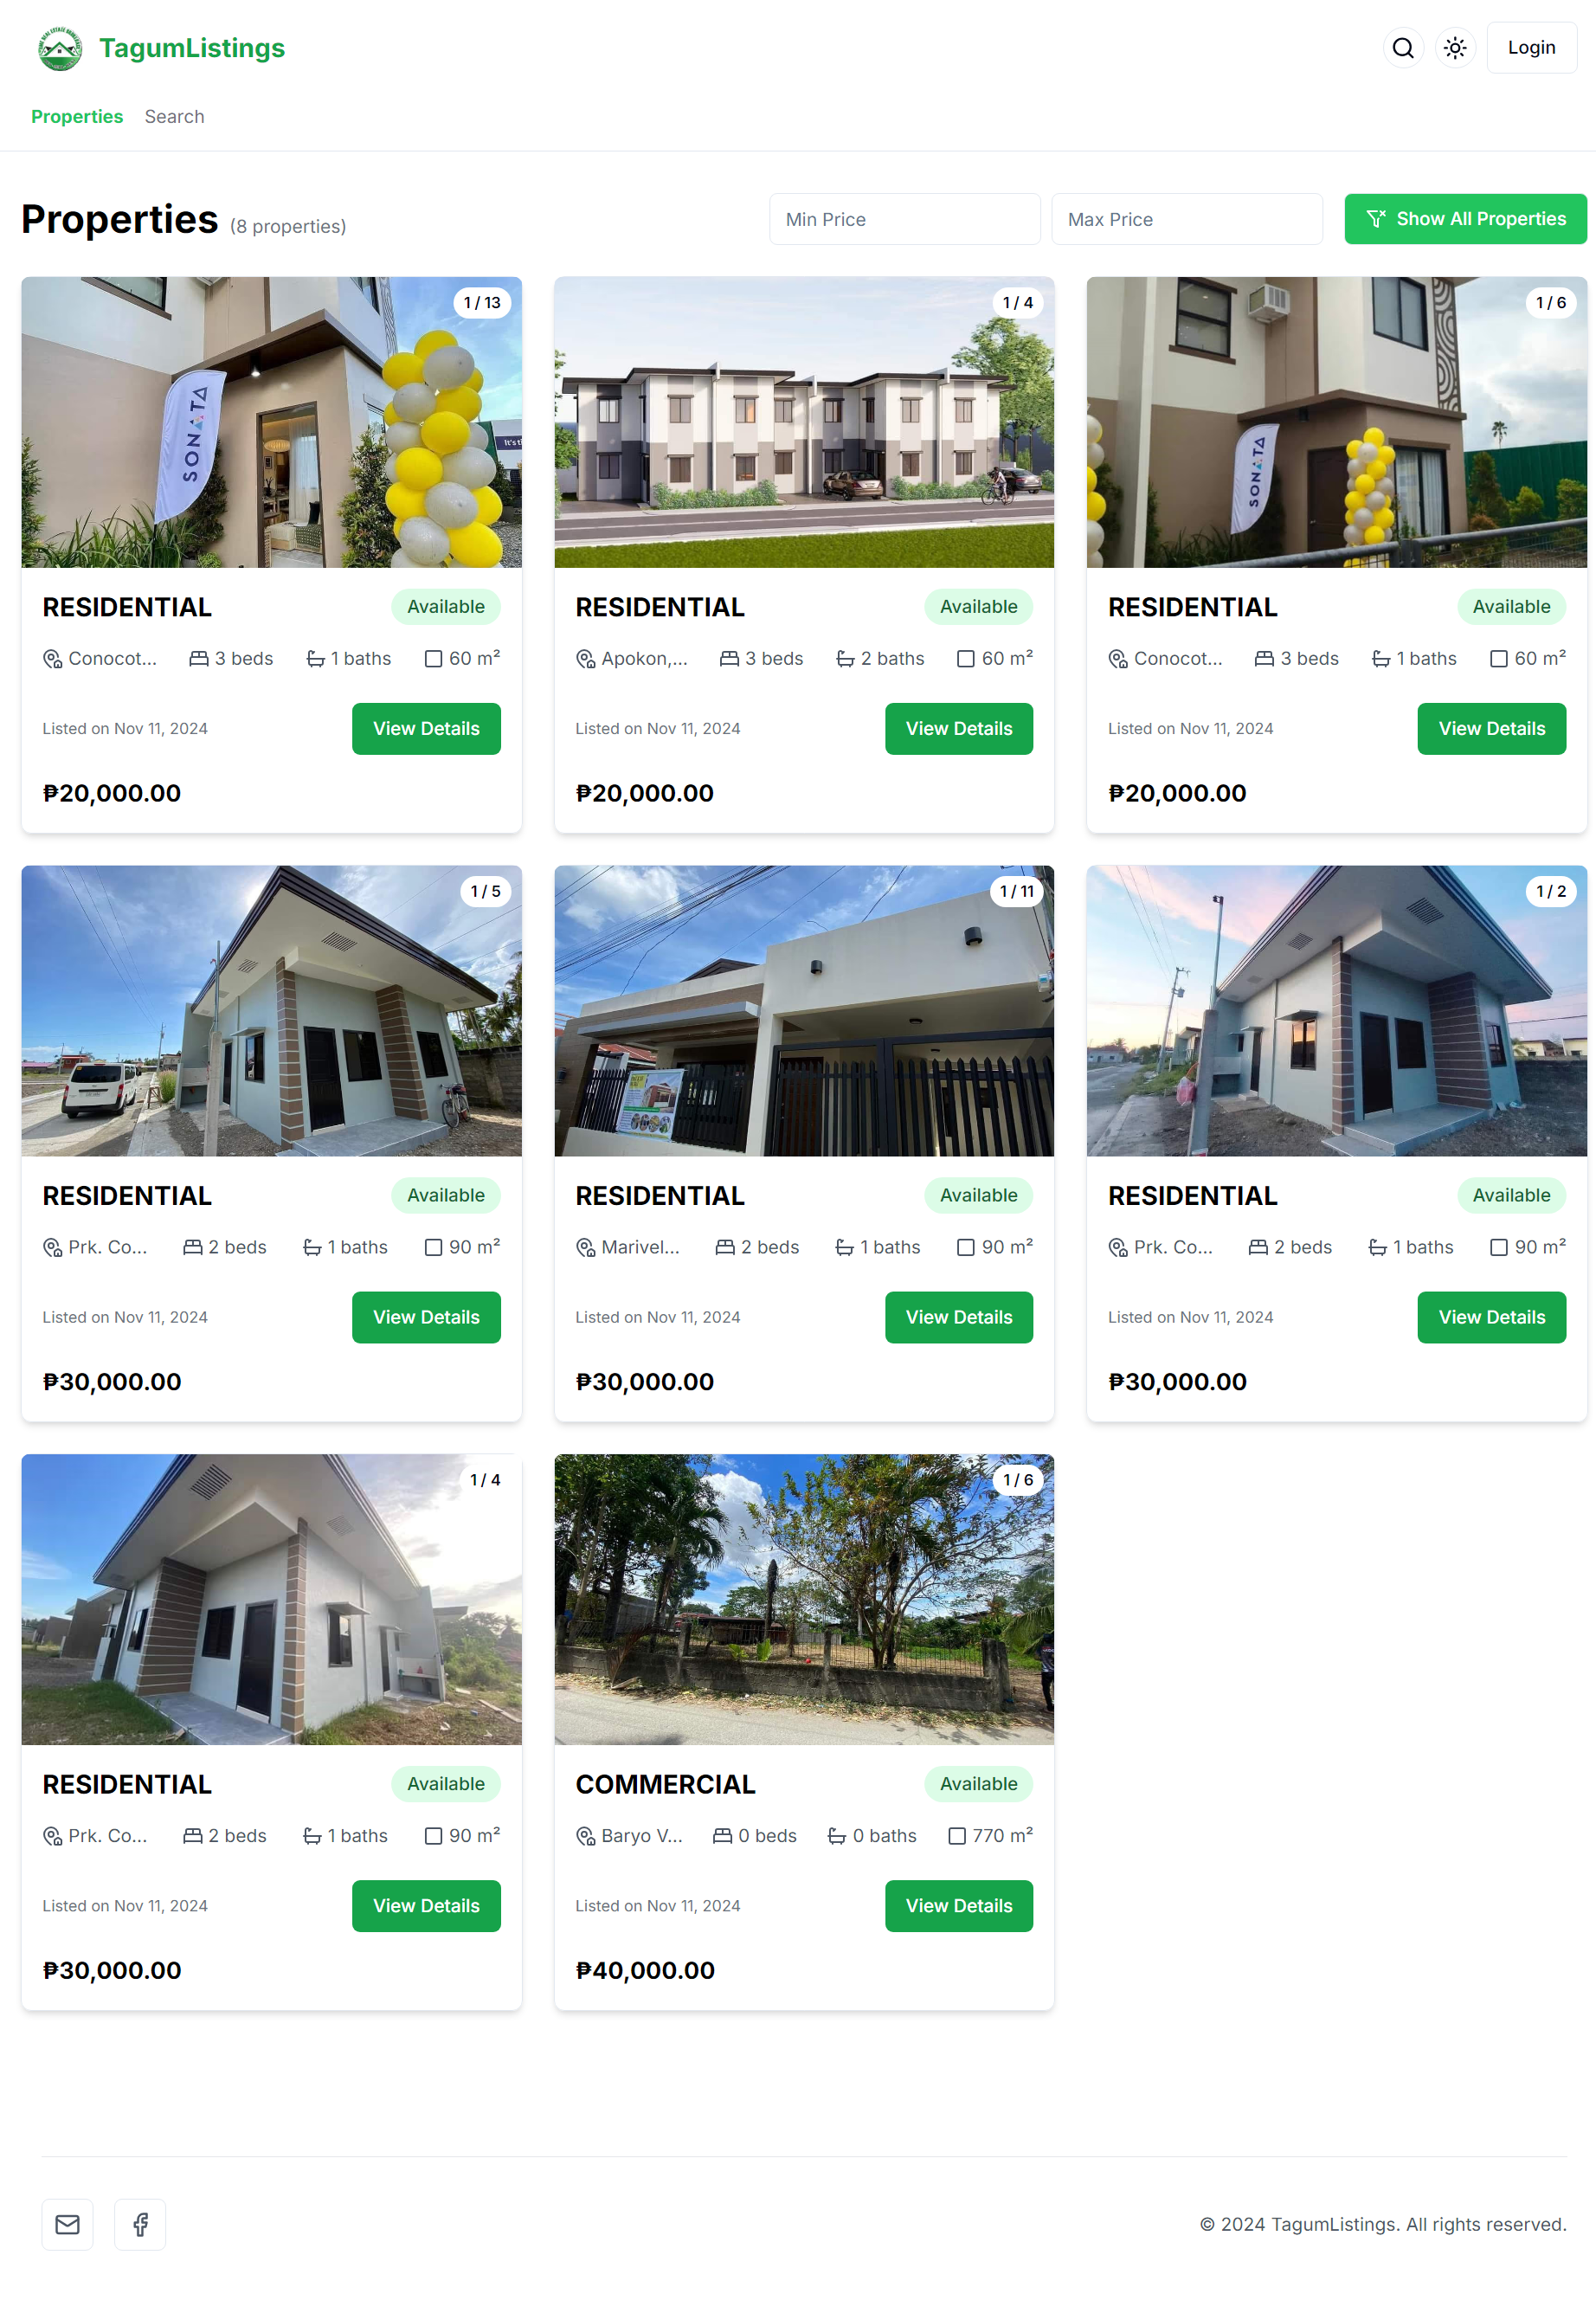 TagumListings
Login
Properties Search
Properties (8 properties)
Min Price
Max Price
Show All Properties
1 / 13
SONATA
It's ti
1 / 4
1 / 6
SONATA
RESIDENTIAL Available
Conocot... 3 beds 1 baths 60 m²
Listed on Nov 11, 2024 View Details
₱20,000.00
RESIDENTIAL Available
Apokon,... 3 beds 2 baths 60 m²
Listed on Nov 11, 2024 View Details
₱20,000.00
RESIDENTIAL Available
Conocot... 3 beds 1 baths 60 m²
Listed on Nov 11, 2024 View Details
₱20,000.00
1 / 5
1 / 11
1 / 2
RESIDENTIAL Available
Prk. Co... 2 beds 1 baths 90 m²
Listed on Nov 11, 2024 View Details
₱30,000.00
RESIDENTIAL Available
Marivel... 2 beds 1 baths 90 m²
Listed on Nov 11, 2024 View Details
₱30,000.00
RESIDENTIAL Available
Prk. Co... 2 beds 1 baths 90 m²
Listed on Nov 11, 2024 View Details
₱30,000.00
1 / 4
1 / 6
RESIDENTIAL Available
Prk. Co... 2 beds 1 baths 90 m²
Listed on Nov 11, 2024 View Details
₱30,000.00
COMMERCIAL Available
Baryo V... 0 beds 0 baths 770 m²
Listed on Nov 11, 2024 View Details
₱40,000.00
© 2024 TagumListings. All rights reserved.